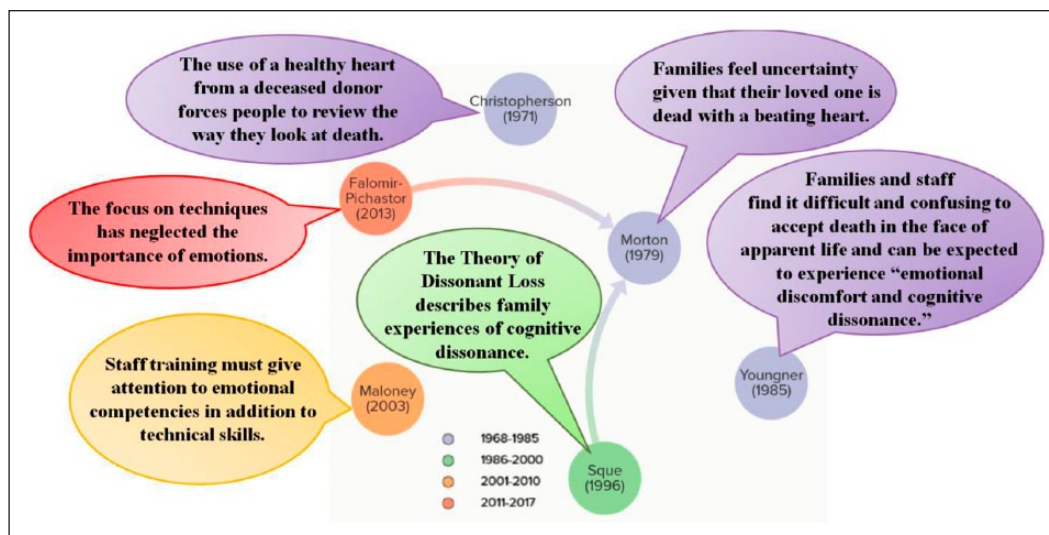 The use of a healthy heart
from a deceased donor
forces people to review the
way they look at death.
Christopherson
(1971)
Families feel uncertainty
given that their loved one is
dead with a beating heart.
Falomir-
Pichastor
(2013)
The focus on techniques
has neglected the
importance of emotions.
Morton
(1979)
Families and staff
find it difficult and confusing to
accept death in the face of
apparent life and can be expected
to experience “emotional
discomfort and cognitive
dissonance.”
The Theory of
Dissonant Loss
describes family
experiences of cognitive
dissonance.
Youngner
(1985)
Staff training must give
attention to emotional
competencies in addition to
technical skills.
Maloney
(2003)
1968-1985
1986-2000
2001-2010
2011-2017
Sque
(1996)